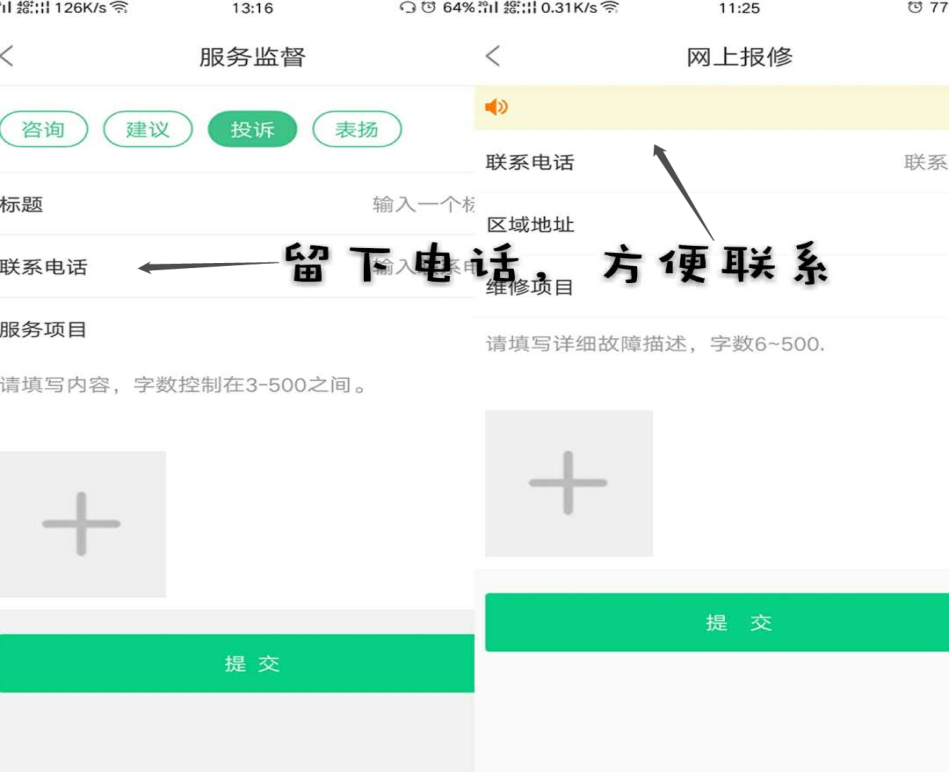 126K/s 13:16 64%
服务监督
咨询 建议 投诉 表扬
标题 输入一个标
联系电话
服务项目
请填写内容，字数控制在3-500之间。
提 交
0.31K/s 11:25 77
网上报修
联系电话 联系
区域地址
维修项目
请填写详细故障描述，字数6~500.
提 交
留下电话，方便联系